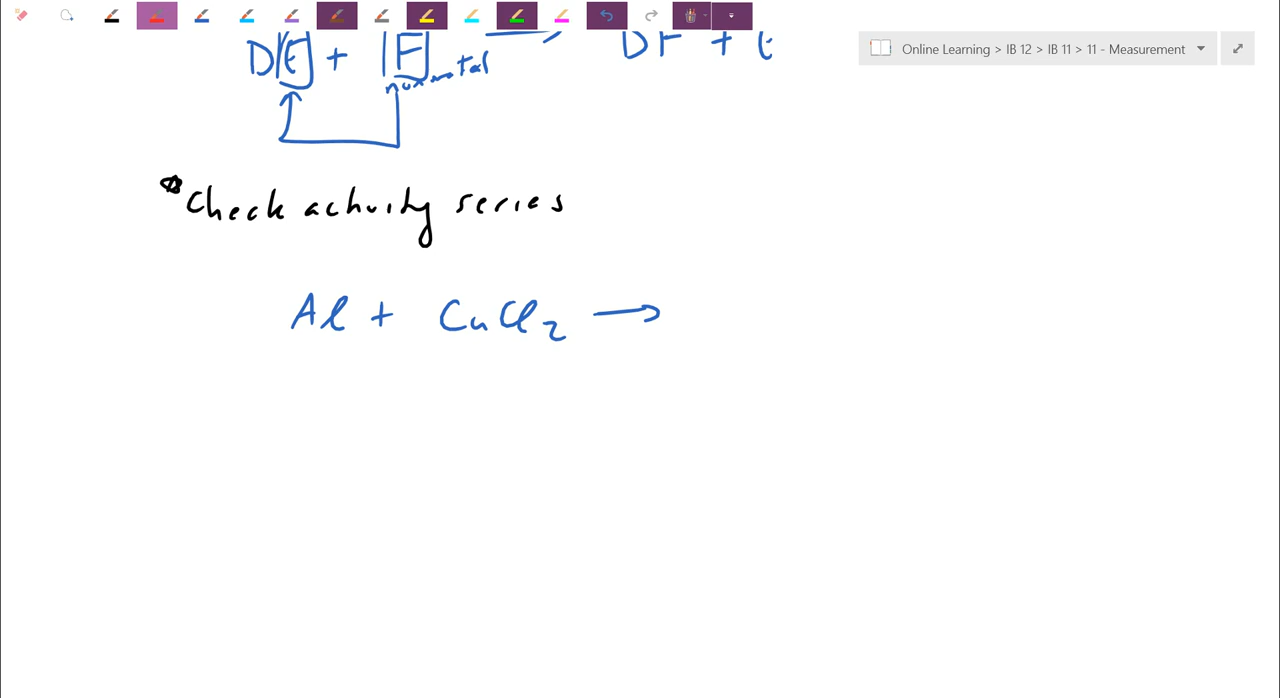 Online Learning > IB 12 > IB 11 > 11 - Measurement
D E + F → DF + E
nonmetal
*Check activity series
Al + CuCl2 →